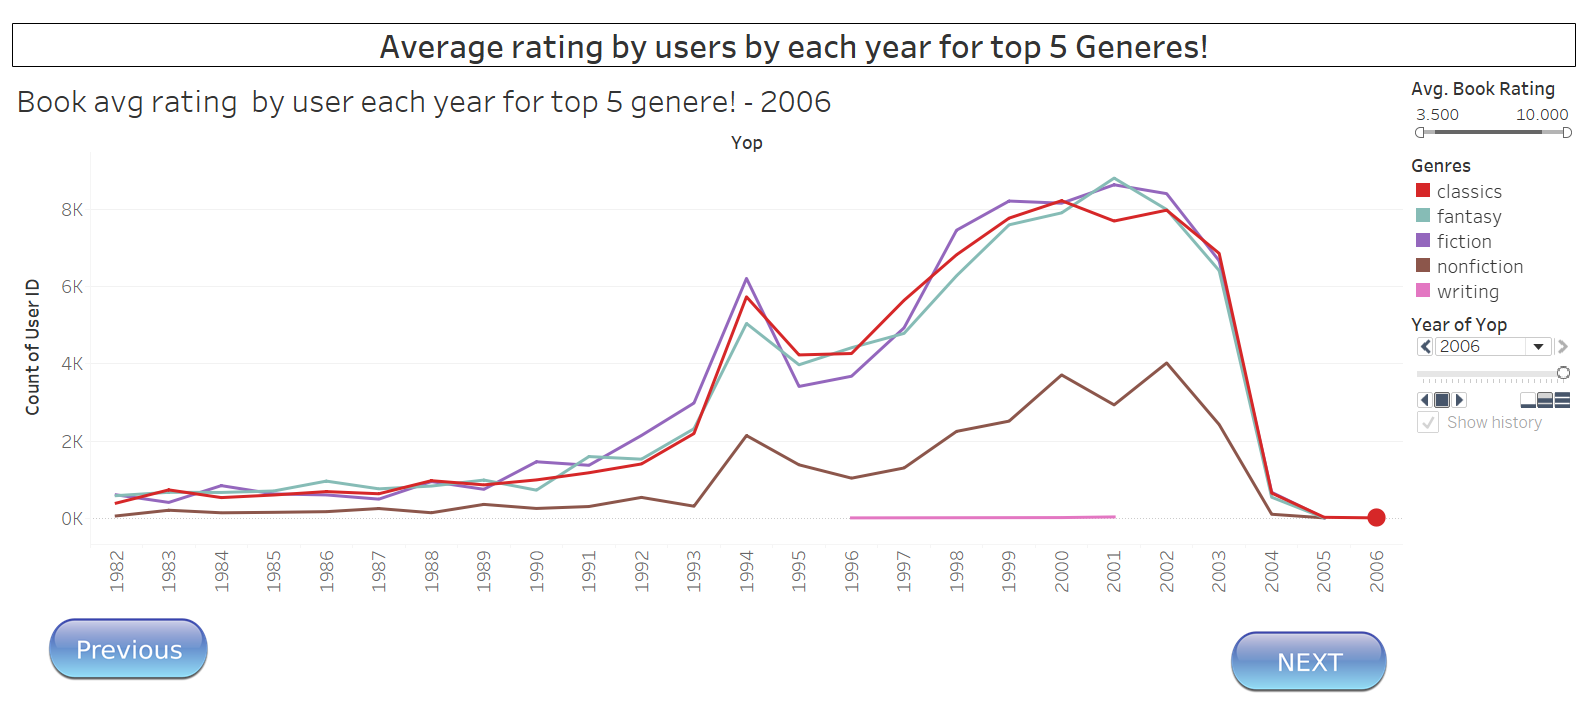 Average rating by users by each year for top 5 Generes!
Book avg rating  by user each year for top 5 genere! - 2006
Yop
Count of User ID
8K
6K
4K
2K
0K
1982
1983
1984
1985
1986
1987
1988
1989
1990
1991
1992
1993
1994
1995
1996
1997
1998
1999
2000
2001
2002
2003
2004
2005
2006
Avg. Book Rating
3.500 10.000
Genres
classics
fantasy
fiction
nonfiction
writing
Year of Yop
2006
Show history
Previous
NEXT